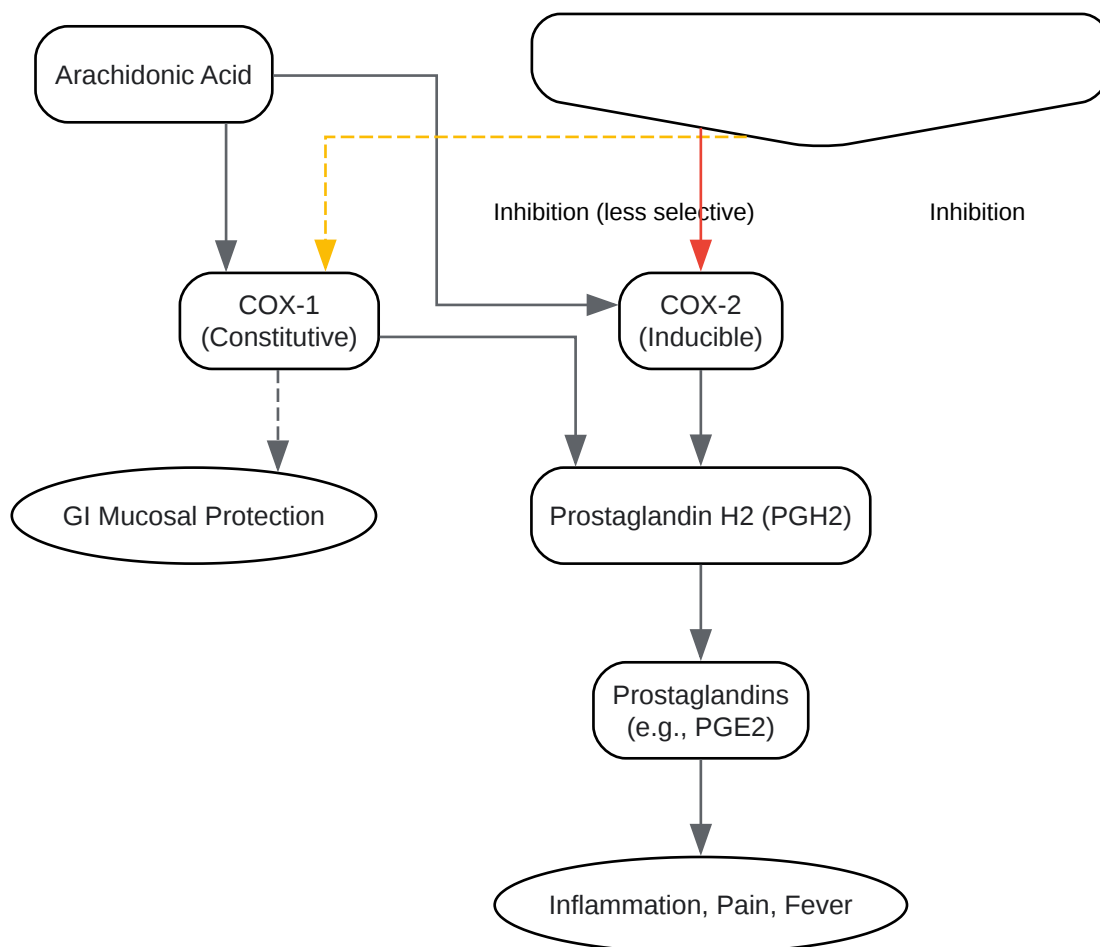 Arachidonic Acid
Inhibition (less selective)
Inhibition
COX-1
(Constitutive)
COX-2
(Inducible)
GI Mucosal Protection
Prostaglandin H2 (PGH2)
Prostaglandins
(e.g., PGE2)
Inflammation, Pain, Fever